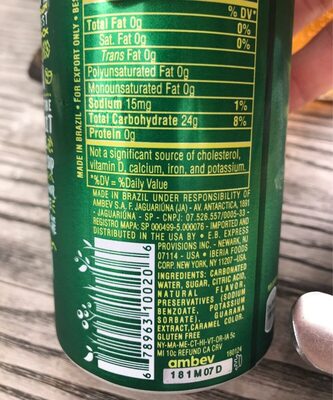 % DV*
Total Fat 0g 0%
Sat. Fat 0g 0%
Trans Fat 0g
Polyunsaturated Fat 0g
Monounsaturated Fat 0g
Sodium 15mg 1%
Total Carbohydrate 24g 8%
Protein 0g
Not a significant source of cholesterol,
vitamin D, calcium, iron, and potassium.
*%DV = %Daily Value
MADE IN BRAZIL • FOR EXPORT ONLY •
MADE IN BRAZIL UNDER RESPONSIBILITY OF
AMBEV S.A. F. JAGUARIÚNA (JA) - AV. ANTARCTICA, 1891
- JAGUARIÚNA - SP - CNPJ: 07.526.557/0005-33 -
REGISTRO MAPA: SP 000499-5.000076 - IMPORTED AND
DISTRIBUTED IN THE USA BY • E.B. EXPRESS
PROVISIONS INC. - NEWARK, NJ
07114 - USA • IBERIA FOODS
CORP. NEW YORK, NY 11207-USA.
INGREDIENTS: CARBONATED
WATER, SUGAR, CITRIC ACID,
NATURAL FLAVOR,
PRESERVATIVES (SODIUM
BENZOATE, POTASSIUM
SORBATE), GUARANA
EXTRACT, CARAMEL COLOR.
GLUTEN FREE
NY-MA-ME-CT-HI-VT-OR-IA 5c
MI 10c REFUND CA CRV
ambev
181M07D
6 78963 10020 6